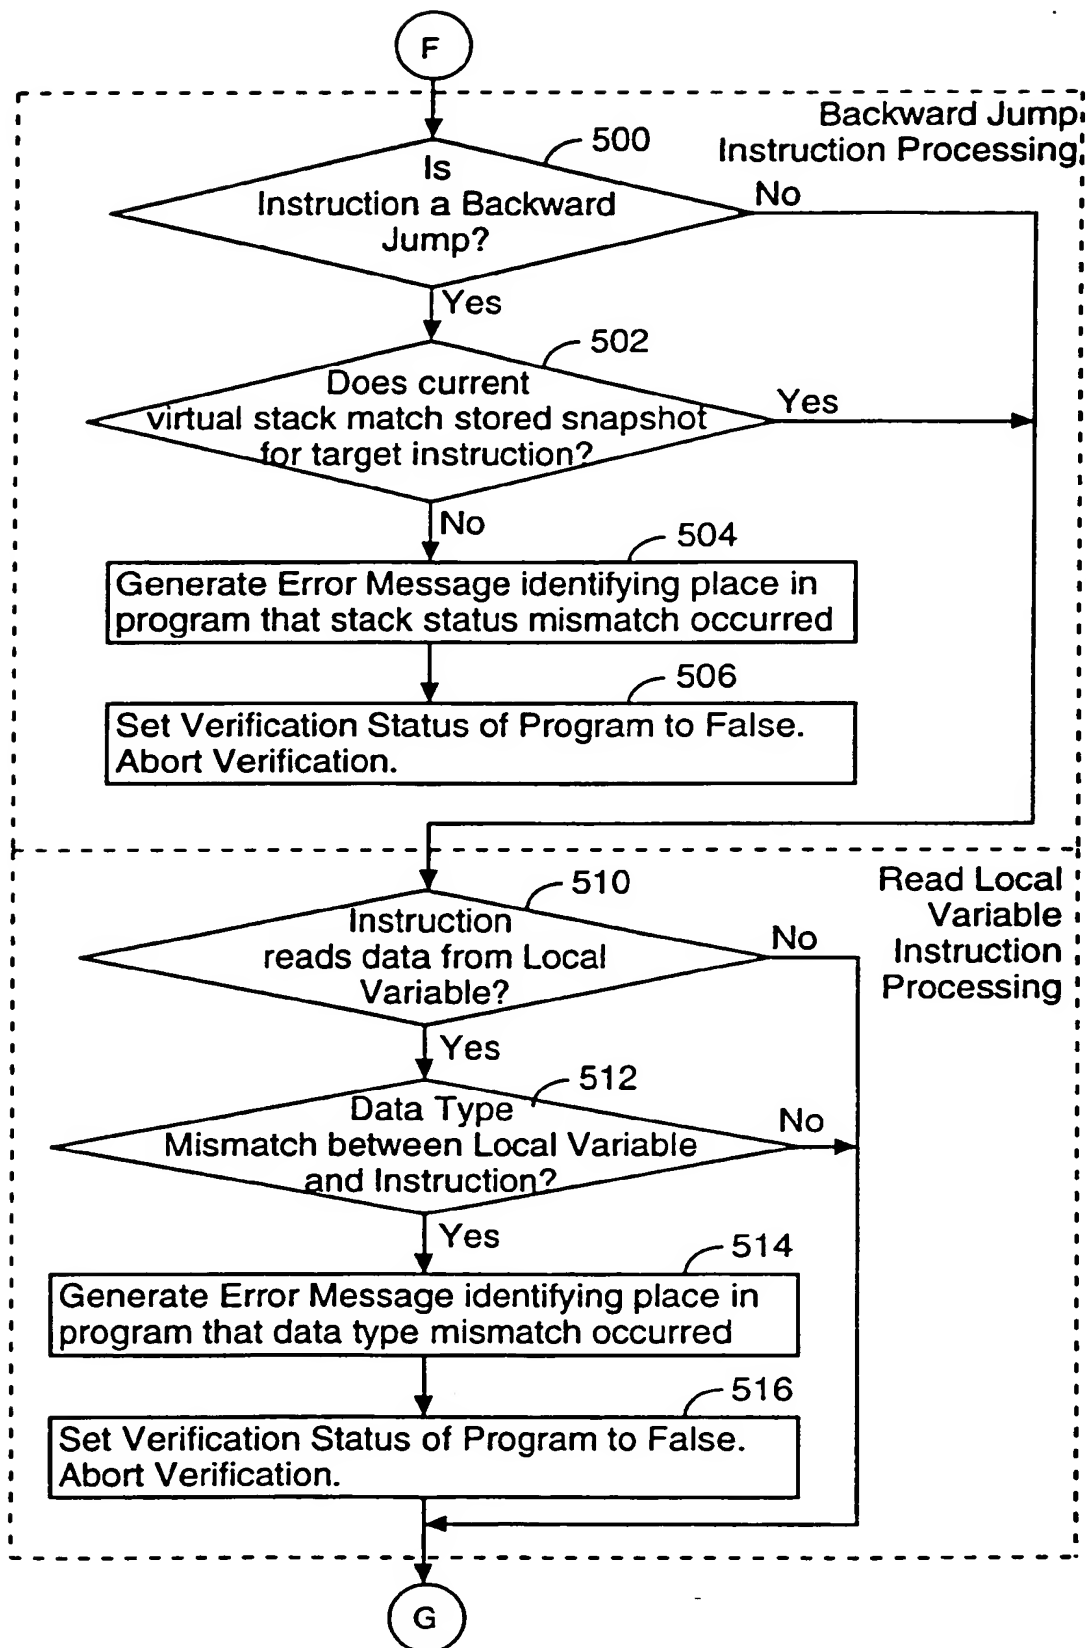 F
Backward Jump
Instruction Processing
500
Is
Instruction a Backward
Jump?
No
Yes
502
Does current
virtual stack match stored snapshot
for target instruction?
Yes
No
504
Generate Error Message identifying place in
program that stack status mismatch occurred
506
Set Verification Status of Program to False.
Abort Verification.
Read Local
Variable
Instruction
Processing
510
Instruction
reads data from Local
Variable?
No
Yes
512
Data Type
Mismatch between Local Variable
and Instruction?
No
Yes
514
Generate Error Message identifying place in
program that data type mismatch occurred
516
Set Verification Status of Program to False.
Abort Verification.
G